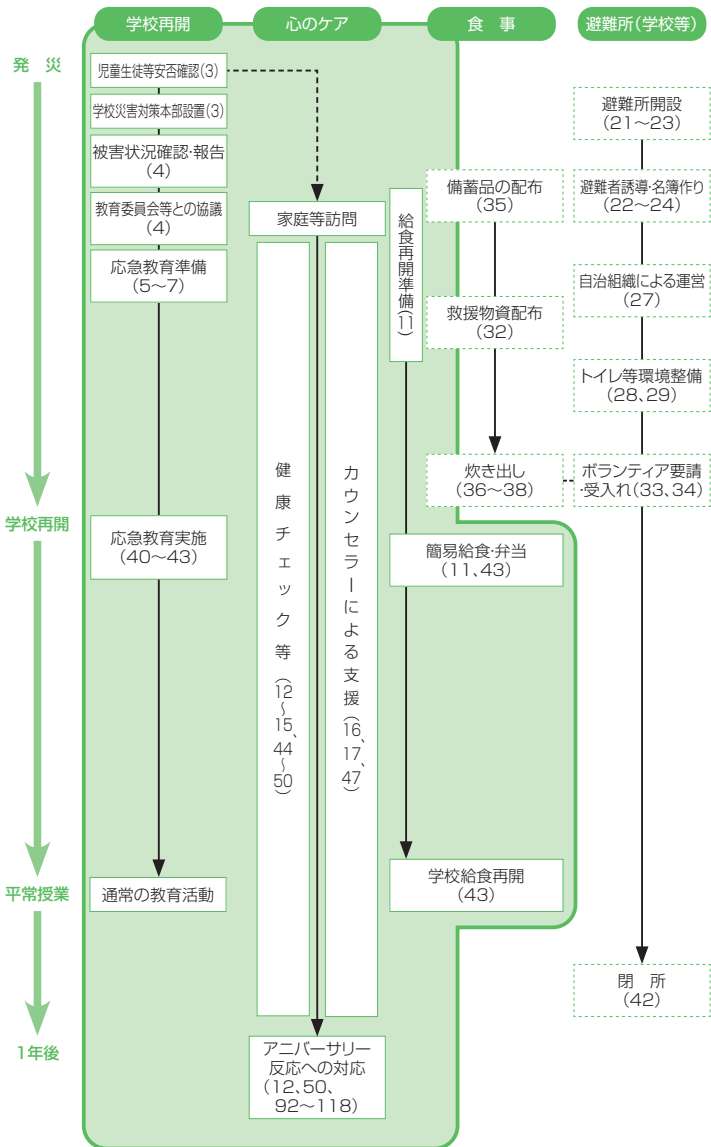 学校再開
心のケア
食　事
避難所(学校等)
発　災
学校再開
平常授業
1年後
児童生徒等安否確認(3)
学校災害対策本部設置(3)
被害状況確認・報告
(4)
教育委員会等との協議
(4)
応急教育準備
(5〜7)
応急教育実施
(40〜43)
通常の教育活動
家庭等訪問
健康チェック等(12〜15、44〜50)
カウンセラーによる支援(16、17、47)
アニバーサリー
反応への対応
(12、50、
92〜118)
給食再開準備(11)
備蓄品の配布
(35)
救援物資配布
(32)
炊き出し
(36〜38)
簡易給食・弁当
(11、43)
学校給食再開
(43)
避難所開設
(21〜23)
避難者誘導・名簿作り
(22〜24)
自治組織による運営
(27)
トイレ等環境整備
(28、29)
ボランティア要請
・受入れ(33、34)
閉　所
(42)